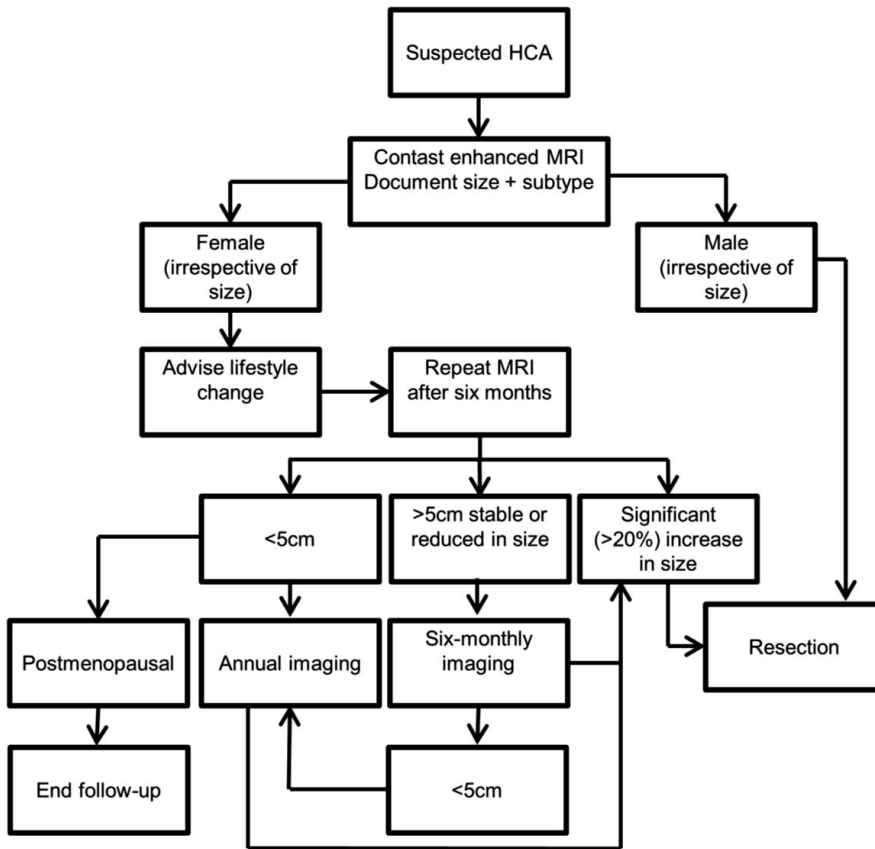 Suspected HCA
Contast enhanced MRI
Document size + subtype
Female
(irrespective of
size)
Male
(irrespective of
size)
Advise lifestyle
change
Repeat MRI
after six months
<5cm
>5cm stable or
reduced in size
Significant
(>20%) increase
in size
Postmenopausal
Annual imaging
Six-monthly
imaging
Resection
End follow-up
<5cm